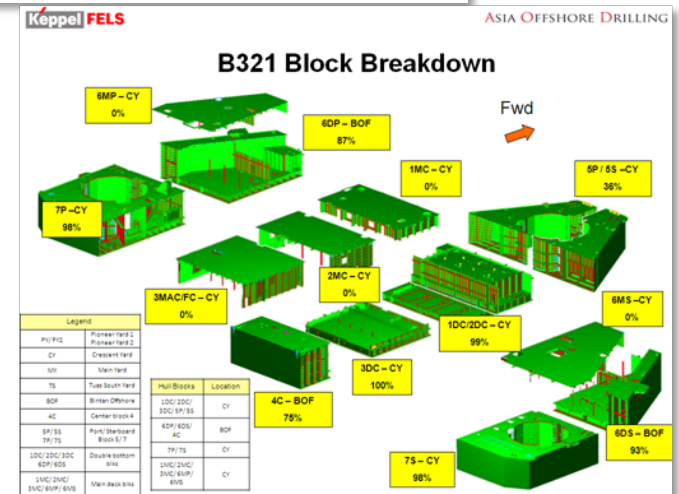 Keppel FELS
ASIA OFFSHORE DRILLING
B321 Block Breakdown
Fwd
6MP – CY
0%
6DP – BOF
87%
1MC – CY
0%
5P / 5S –CY
36%
7P –CY
98%
2MC – CY
0%
3MAC/FC – CY
0%
6MS –CY
0%
1DC/2DC – CY
99%
3DC – CY
100%
4C – BOF
75%
6DS – BOF
93%
7S – CY
98%
Legend
PY/PY2 Pioneer Yard 1
Pioneer Yard 2
CY Crescent Yard
MY Main Yard
TS Tuas South Yard
BOF Bintan Offshore
4C Center block 4
5P/5S
7P/7S
Port/Starboard
Block 5/7
1DC/2DC/3DC
6DP/6DS
Double bottom
blks
1MC/2MC/
3MC/6MP/6MS
Main deck blks
Hull Blocks Location
1DC/2DC/
3DC/5P/5S
CY
6DP/6DS/
4C
BOF
7P/7S CY
1MC/2MC/
3MC/6MP/
6MS
CY